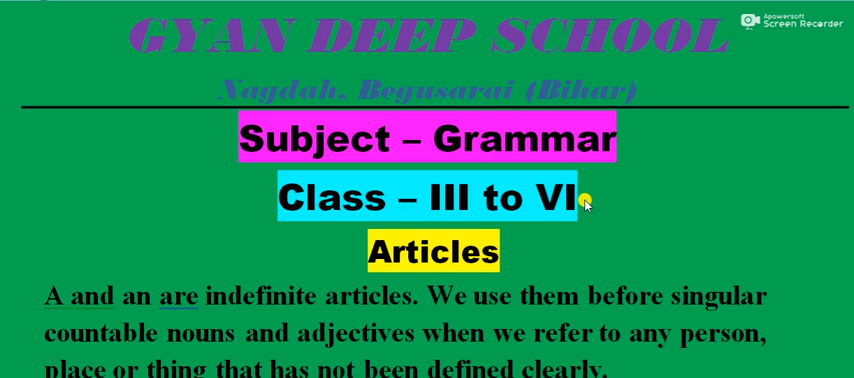 GYAN DEEP SCHOOL
Apowersoft
Screen Recorder
Nagdah, Begusarai (Bihar)
Subject – Grammar
Class – III to VI
Articles
A and an are indefinite articles. We use them before singular
countable nouns and adjectives when we refer to any person,
place or thing that has not been defined clearly.